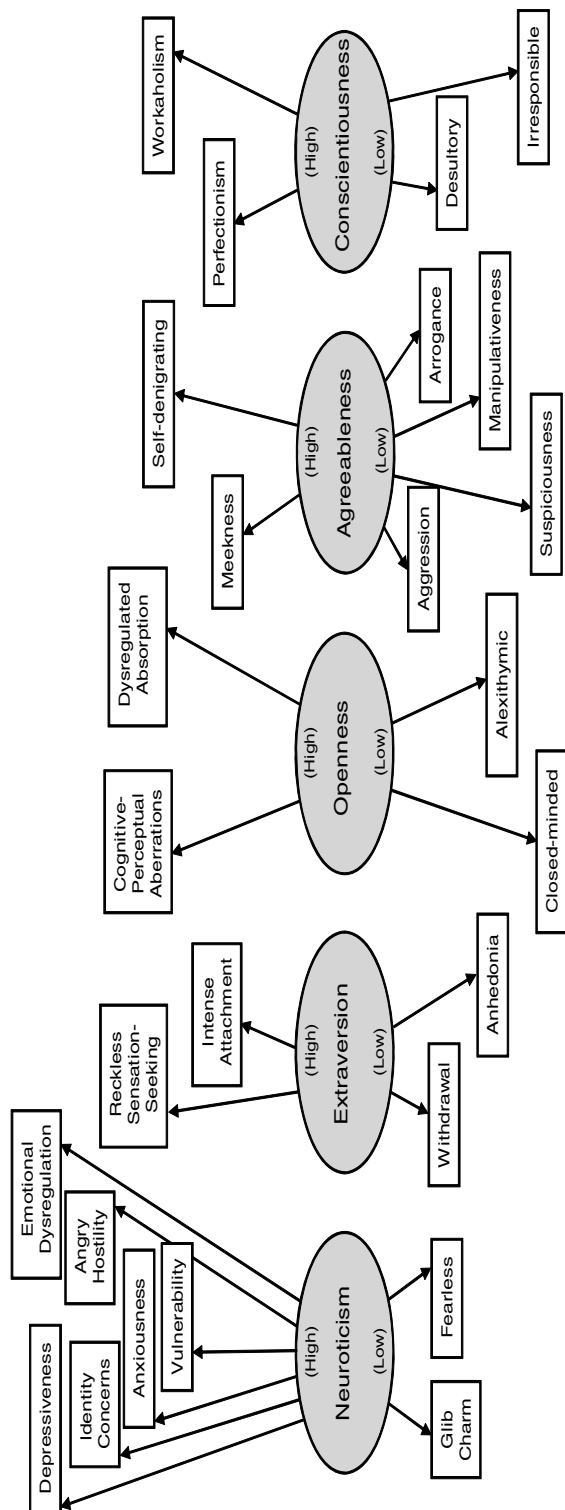 Depressiveness
Identity
Concerns
Anxiousness
Vulnerability
Angry
Hostility
Emotional
Dysregulation
(High)
Neuroticism
(Low)
Glib
Charm
Fearless
Reckless
Sensation-
Seeking
Intense
Attachment
(High)
Extraversion
(Low)
Withdrawal
Anhedonia
Cognitive-
Perceptual
Aberrations
Dysregulated
Absorption
(High)
Openness
(Low)
Closed-minded
Alexithymic
Meekness
Self-denigrating
(High)
Agreeableness
(Low)
Aggression
Suspiciousness
Manipulativeness
Arrogance
Perfectionism
Workaholism
(High)
Conscientiousness
(Low)
Desultory
Irresponsible